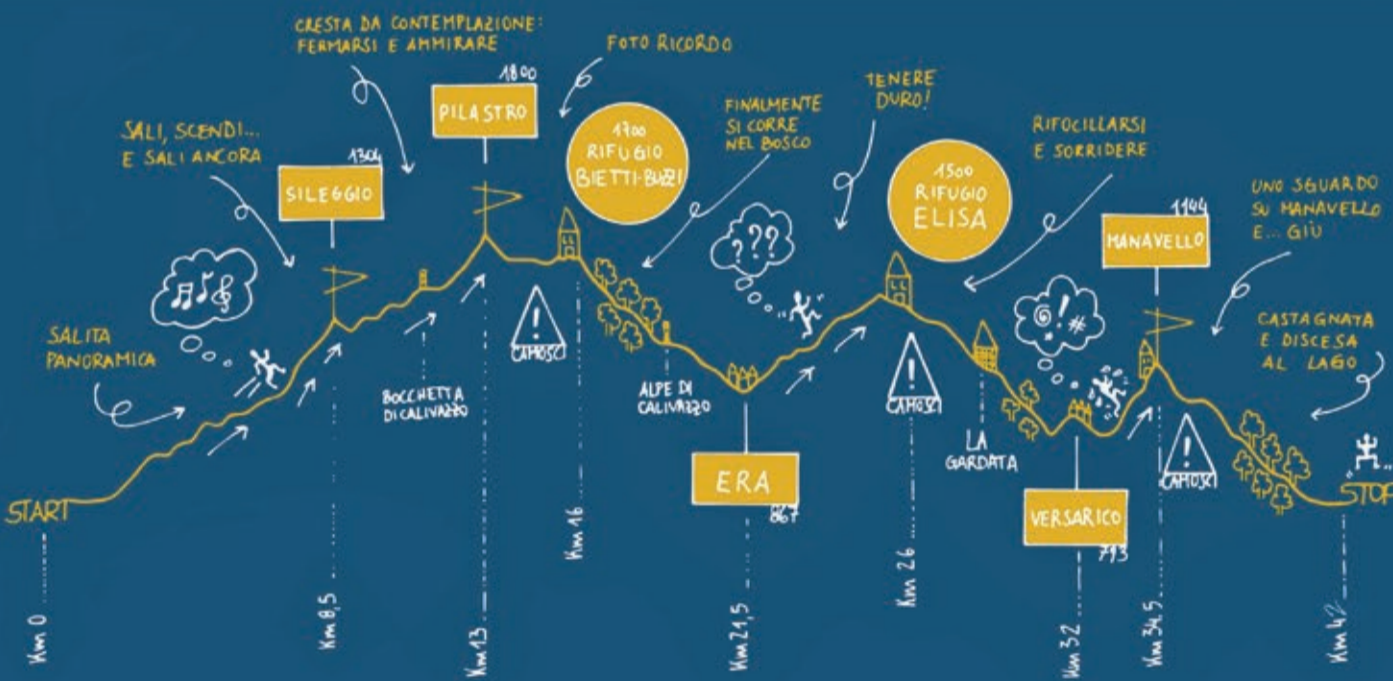 CRESTA DA CONTEMPLAZIONE:
FERMARSI E AMMIRARE
FOTO RICORDO
1800
PILASTRO
TENERE
DURO!
SALI, SCENDI...
E SALI ANCORA
1304
SILEGGIO
1700
RIFUGIO
BIETTI-BUZZI
FINALMENTE
SI CORRE
NEL BOSCO
1500
RIFUGIO
ELISA
RIFOCILLARSI
E SORRIDERE
1144
MANAVELLO
UNO SGUARDO
SU MANAVELLO
E... GIÙ
???
@!#
SALITA
PANORAMICA
CASTAGNATA
E DISCESA
AL LAGO
!
CAMOSCI
BOCCHETTA
DI CALIVAZZO
ALPE DI
CALIVAZZO
!
CAMOSCI
LA
GARDATA
!
CAMOSCI
START
ERA
867
VERSARICO
793
STOP
Km 0
Km 8,5
Km 13
Km 16
Km 21,5
Km 26
Km 32
Km 34,5
Km 42